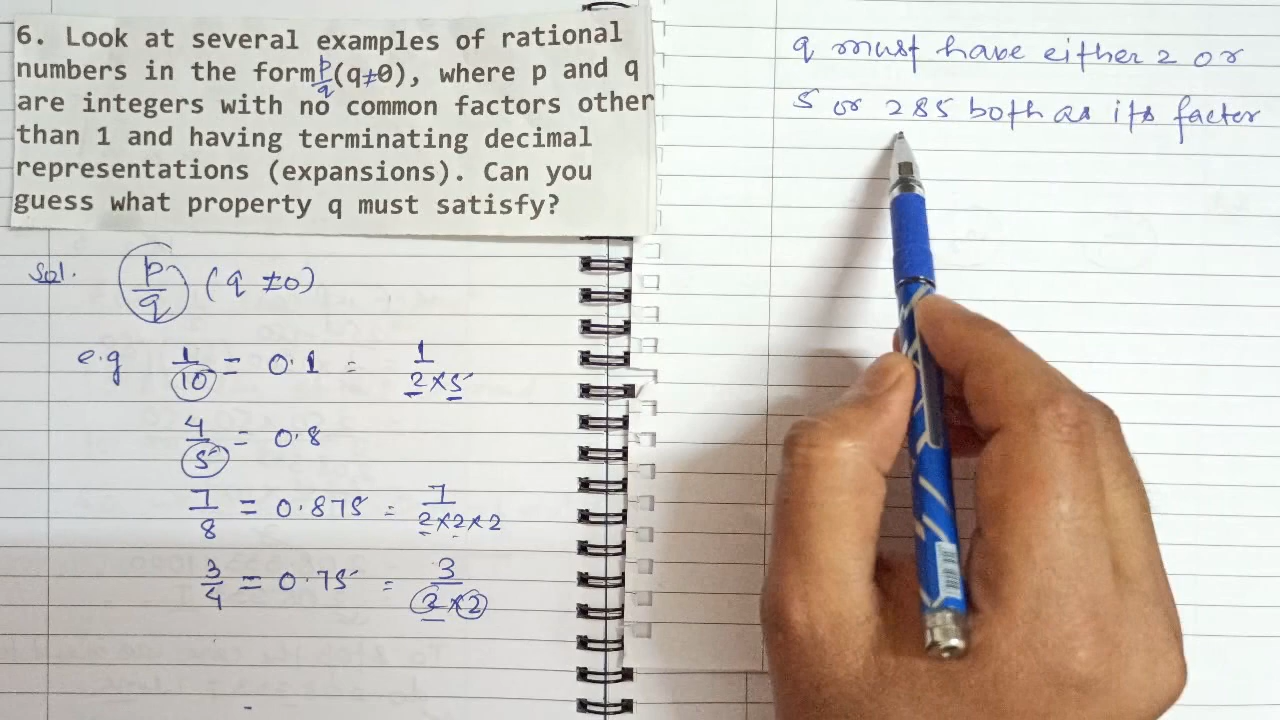 6. Look at several examples of rational
numbers in the form p/q (q≠0), where p and q
are integers with no common factors other
than 1 and having terminating decimal
representations (expansions). Can you
guess what property q must satisfy?
Sol. p/q (q ≠0)
e.g 1/10 = 0.1 = 1/2×5
4/5 = 0.8
7/8 = 0.875 = 7/2×2×2
3/4 = 0.75 = 3/2×2
q must have either 2 or
5 or 2&5 both as its factor